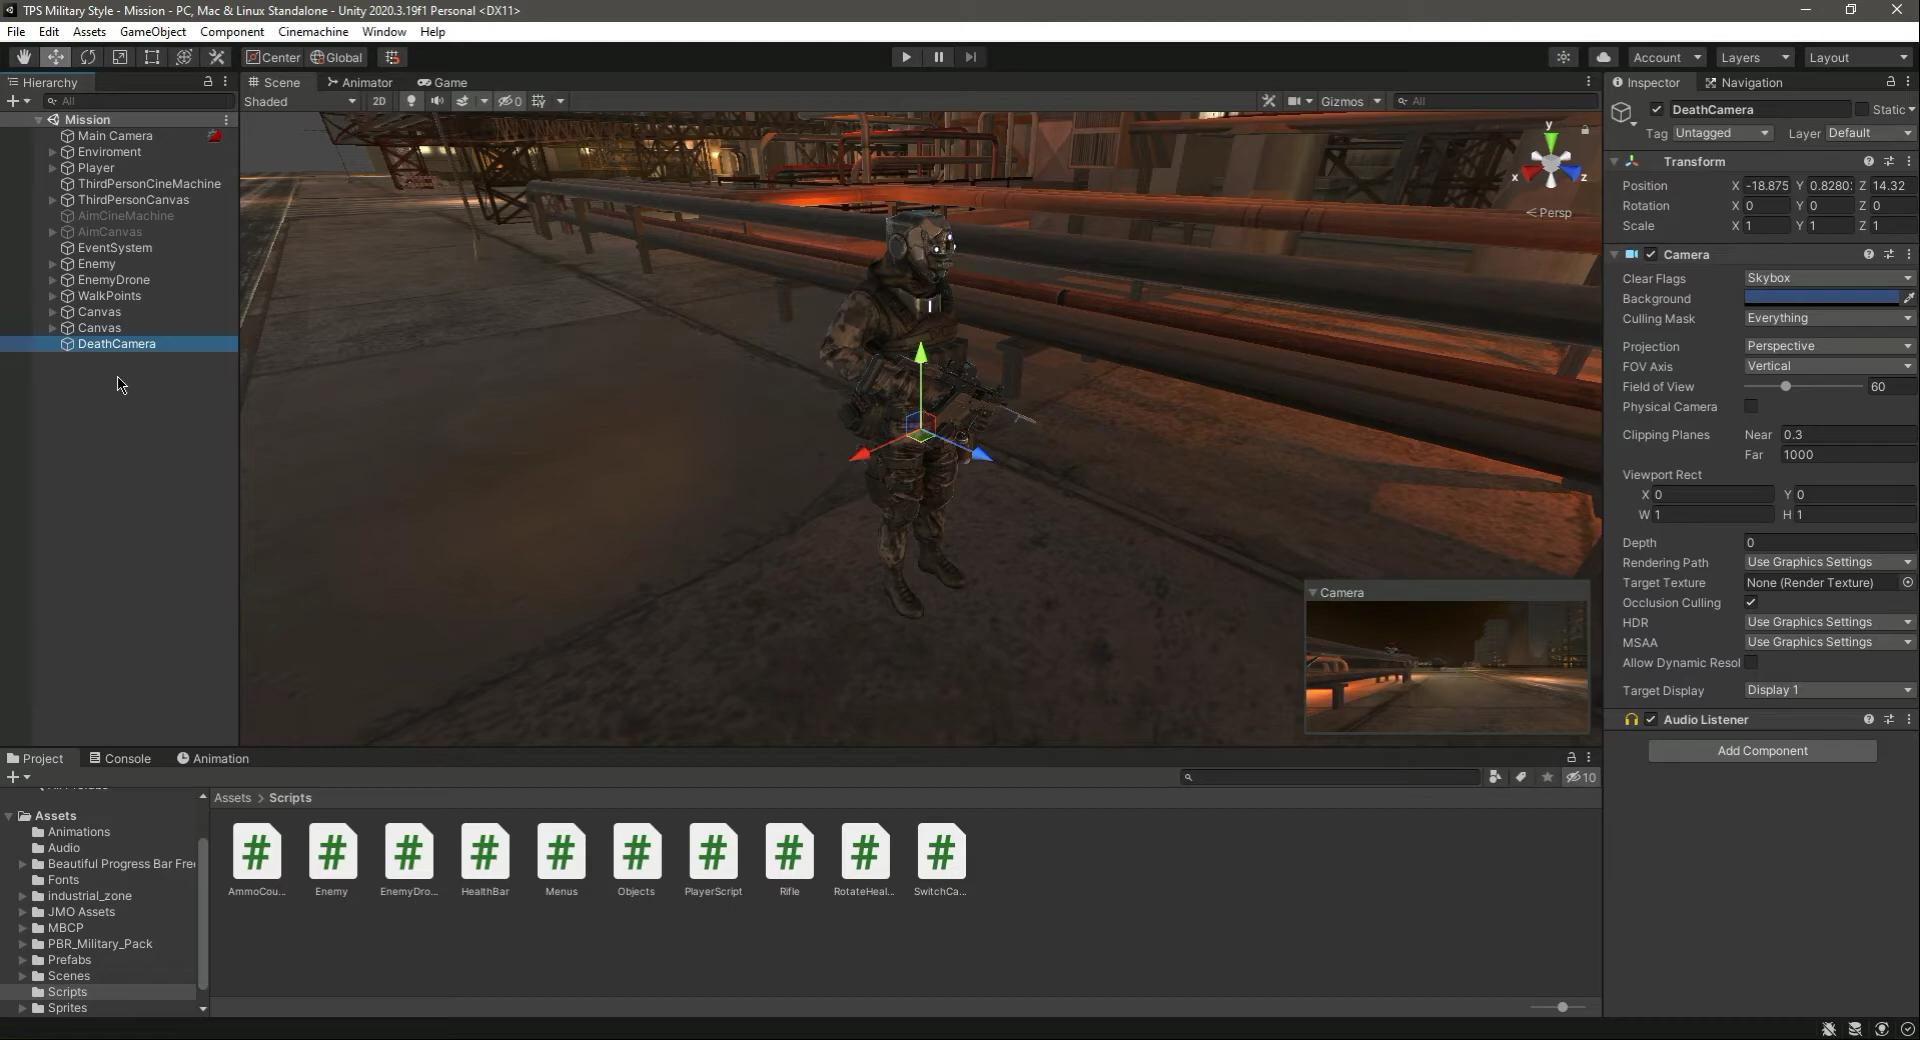 TPS Military Style - Mission - PC, Mac & Linux Standalone - Unity 2020.3.19f1 Personal <DX11>
File Edit Assets GameObject Component Cinemachine Window Help
Center Global Account Layers Layout
Hierarchy
All
Mission
Main Camera
Enviroment
Player
ThirdPersonCineMachine
ThirdPersonCanvas
AimCineMachine
AimCanvas
EventSystem
Enemy
EnemyDrone
WalkPoints
Canvas
Canvas
DeathCamera
Scene Animator Game
Shaded 2D 0 Gizmos All
y
x
z
Persp
Camera
Inspector Navigation
DeathCamera Static
Tag Untagged Layer Default
Transform
Position X -18.875 Y 0.8280 Z 14.32
Rotation X 0 Y 0 Z 0
Scale X 1 Y 1 Z 1
Camera
Clear Flags Skybox
Background
Culling Mask Everything
Projection Perspective
FOV Axis Vertical
Field of View 60
Physical Camera
Clipping Planes Near 0.3
Far 1000
Viewport Rect
X 0 Y 0
W 1 H 1
Depth 0
Rendering Path Use Graphics Settings
Target Texture None (Render Texture)
Occlusion Culling
HDR Use Graphics Settings
MSAA Use Graphics Settings
Allow Dynamic Resol
Target Display Display 1
Audio Listener
Add Component
Project Console Animation
10
Assets
Animations
Audio
Beautiful Progress Bar Free
Fonts
industrial_zone
JMO Assets
MBCP
PBR_Military_Pack
Prefabs
Scenes
Scripts
Sprites
Assets > Scripts
# # # # # # # # # #
AmmoCou... Enemy EnemyDro... HealthBar Menus Objects PlayerScript Rifle RotateHeal... SwitchCa...